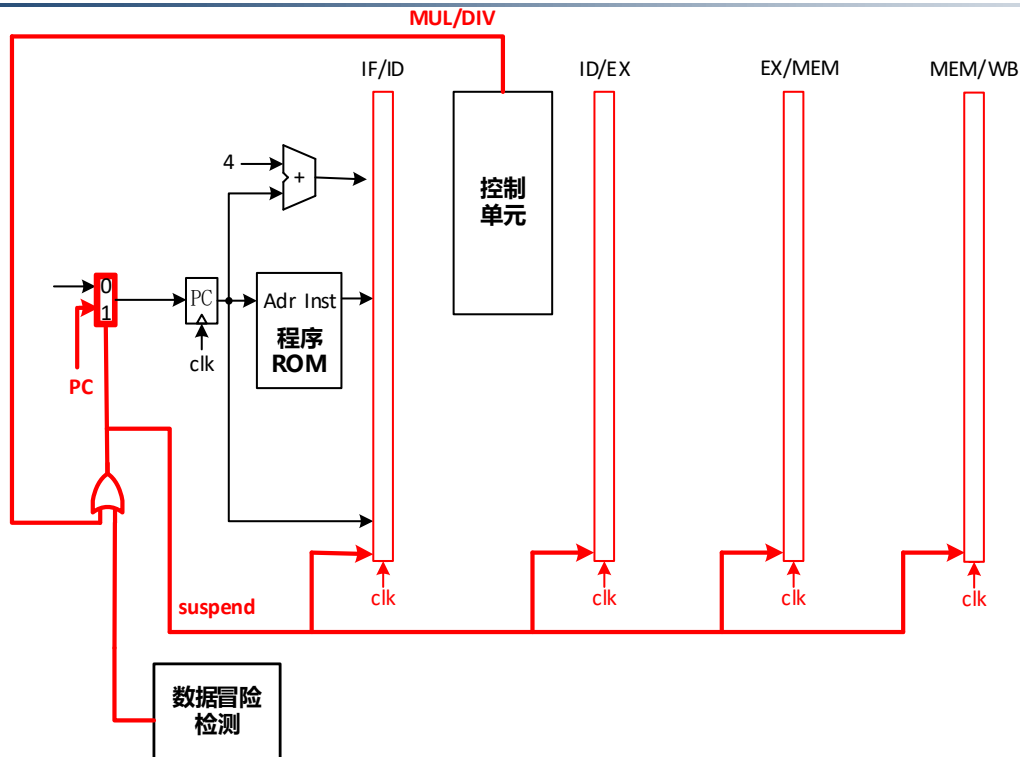 MUL/DIV
IF/ID
ID/EX
EX/MEM
MEM/WB
4
+
控制
单元
0
1
PC
Adr Inst
程序
ROM
clk
PC
clk
clk
clk
clk
suspend
数据冒险
检测